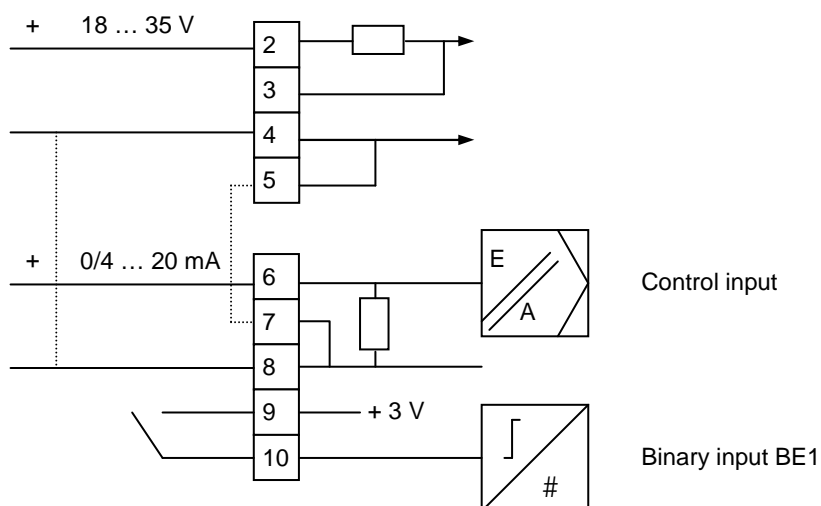 + 18 … 35 V
2
3
4
5
+ 0/4 … 20 mA
6
7
8
9
10
+ 3 V
E
A
Control input
#
Binary input BE1